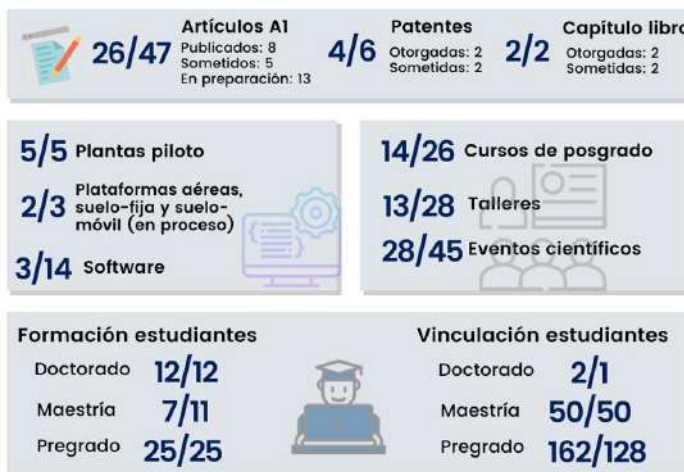 26/47
Artículos A1
Publicados: 8
Sometidos: 5
En preparación: 13
4/6
Patentes
Otorgadas: 2
Sometidas: 2
2/2
Capítulo libro
Otorgadas: 2
Sometidas: 2
5/5 Plantas piloto
2/3 Plataformas aéreas,
suelo-fija y suelo-
móvil (en proceso)
3/14 Software
14/26 Cursos de posgrado
13/28 Talleres
28/45 Eventos científicos
Formación estudiantes
Doctorado 12/12
Maestría 7/11
Pregrado 25/25
Vinculación estudiantes
Doctorado 2/1
Maestría 50/50
Pregrado 162/128